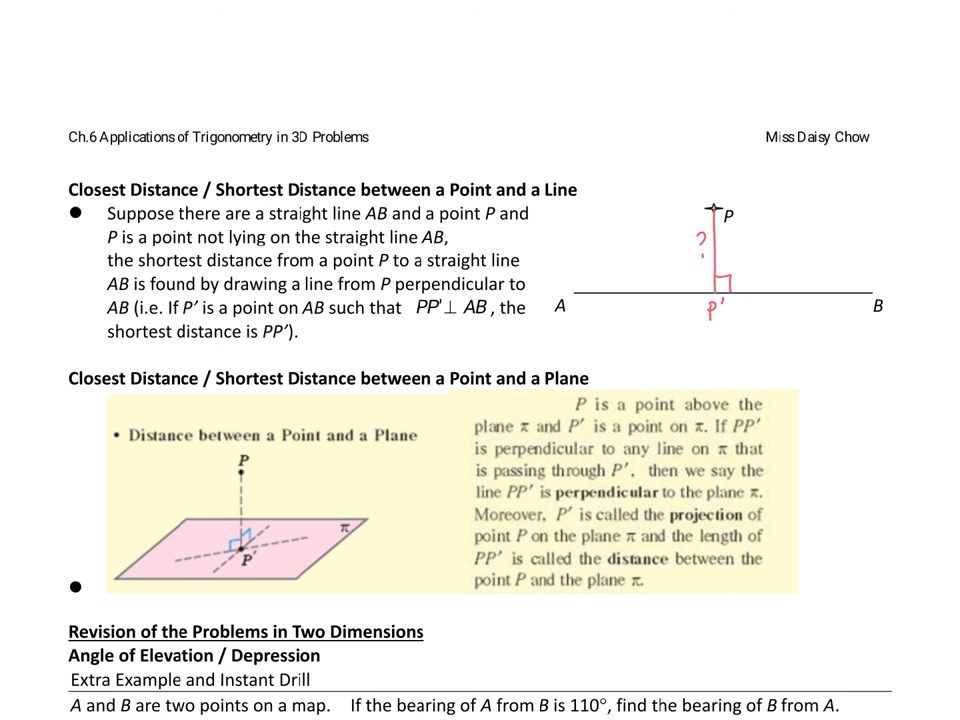 Ch.6 Applications of Trigonometry in 3D Problems Miss Daisy Chow
Closest Distance / Shortest Distance between a Point and a Line
● Suppose there are a straight line AB and a point P and
P is a point not lying on the straight line AB,
the shortest distance from a point P to a straight line
AB is found by drawing a line from P perpendicular to
AB (i.e. If P′ is a point on AB such that PP'⊥ AB , the
shortest distance is PP′).
P
?
A
P'
B
Closest Distance / Shortest Distance between a Point and a Plane
• Distance between a Point and a Plane
P
π
P′
P is a point above the
plane π and P′ is a point on π. If PP′
is perpendicular to any line on π that
is passing through P′, then we say the
line PP′ is perpendicular to the plane π.
Moreover, P′ is called the projection of
point P on the plane π and the length of
PP′ is called the distance between the
point P and the plane π.
●
Revision of the Problems in Two Dimensions
Angle of Elevation / Depression
Extra Example and Instant Drill
A and B are two points on a map. If the bearing of A from B is 110°, find the bearing of B from A.